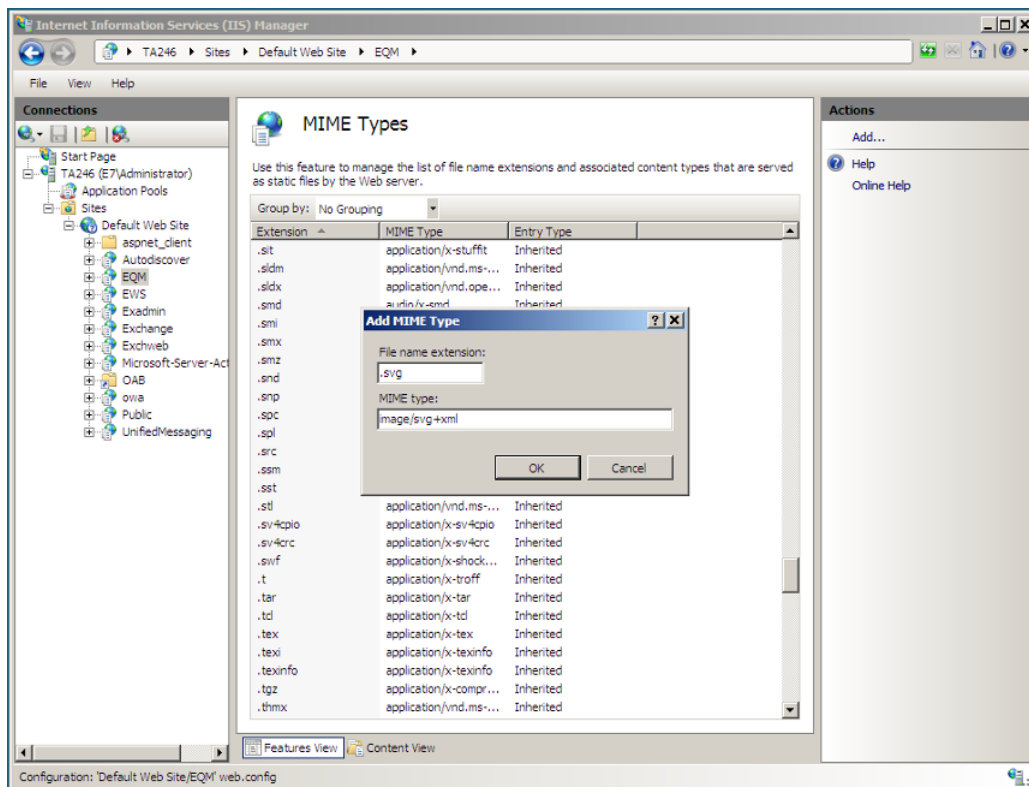 Internet Information Services (IIS) Manager
TA246 Sites Default Web Site EQM
File View Help
Connections
Start Page
TA246 (E7\Administrator)
Application Pools
Sites
Default Web Site
aspnet_client
Autodiscover
EQM
EWS
Exadmin
Exchange
Exchweb
Microsoft-Server-Act
OAB
owa
Public
UnifiedMessaging
MIME Types
Use this feature to manage the list of file name extensions and associated content types that are served
as static files by the Web server.
Group by: No Grouping
Extension MIME Type Entry Type
.sit application/x-stuffit Inherited
.sldm application/vnd.ms-... Inherited
.sldx application/vnd.ope... Inherited
.smd audio/x-smd Inherited
.smi
.smx
.smz
.snd
.snp
.spc
.spl
.src
.ssm
.sst
.stl application/vnd.ms-... Inherited
.sv4cpio application/x-sv4cpio Inherited
.sv4crc application/x-sv4crc Inherited
.swf application/x-shock... Inherited
.t application/x-troff Inherited
.tar application/x-tar Inherited
.tcl application/x-tcl Inherited
.tex application/x-tex Inherited
.texi application/x-texinfo Inherited
.texinfo application/x-texinfo Inherited
.tgz application/x-compr... Inherited
.thmx application/vnd.ms-... Inherited
Add MIME Type
File name extension:
.svg
MIME type:
image/svg+xml
OK Cancel
Features View Content View
Actions
Add...
Help
Online Help
Configuration: 'Default Web Site/EQM' web.config